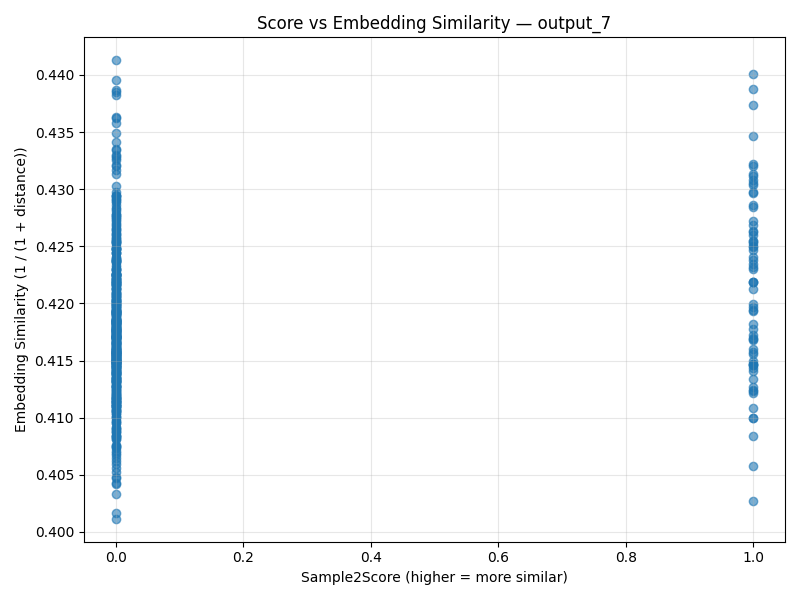 Score vs Embedding Similarity — output_7
Embedding Similarity (1 / (1 + distance))
0.440
0.435
0.430
0.425
0.420
0.415
0.410
0.405
0.400
0.0 0.2 0.4 0.6 0.8 1.0
Sample2Score (higher = more similar)